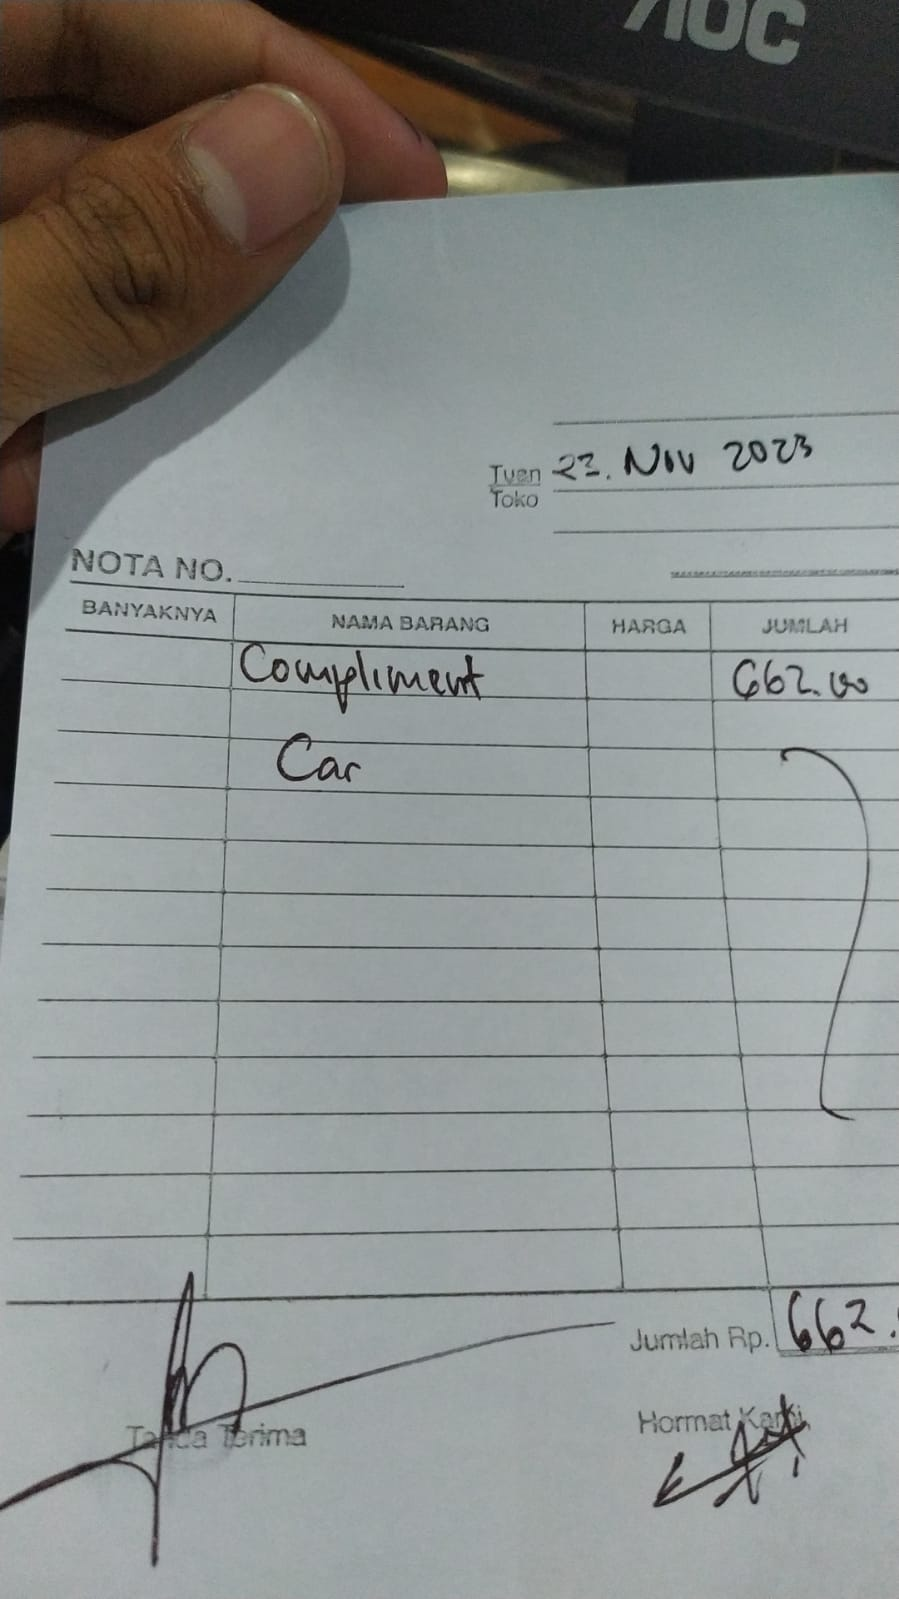 AOC
Tuan 23. Nov 2023
Toko
NOTA NO.
BANYAKNYA NAMA BARANG HARGA JUMLAH
Compliment 662.00
Car
Jumlah Rp. 662.
Tanda Terima Hormat Kami,